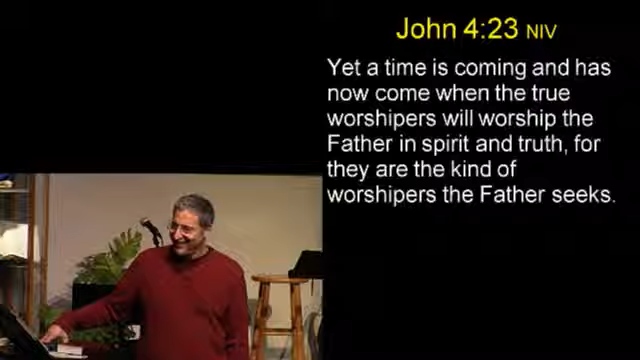 John 4:23 NIV
Yet a time is coming and has
now come when the true
worshipers will worship the
Father in spirit and truth, for
they are the kind of
worshipers the Father seeks.